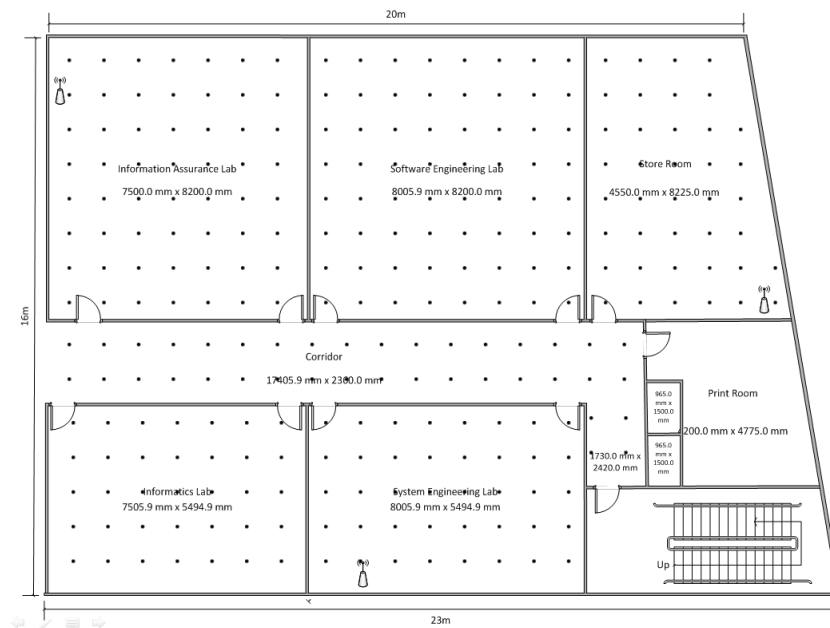 20m
16m
Information Assurance Lab
7500.0 mm x 8200.0 mm
Software Engineering Lab
8005.9 mm x 8200.0 mm
Store Room
4550.0 mm x 8225.0 mm
Corridor
17405.9 mm x 2300.0 mm
Print Room
200.0 mm x 4775.0 mm
965.0
mm x
1500.0
mm
965.0
mm x
1500.0
mm
1730.0 mm x
2420.0 mm
Informatics Lab
7505.9 mm x 5494.9 mm
System Engineering Lab
8005.9 mm x 5494.9 mm
Up
23m